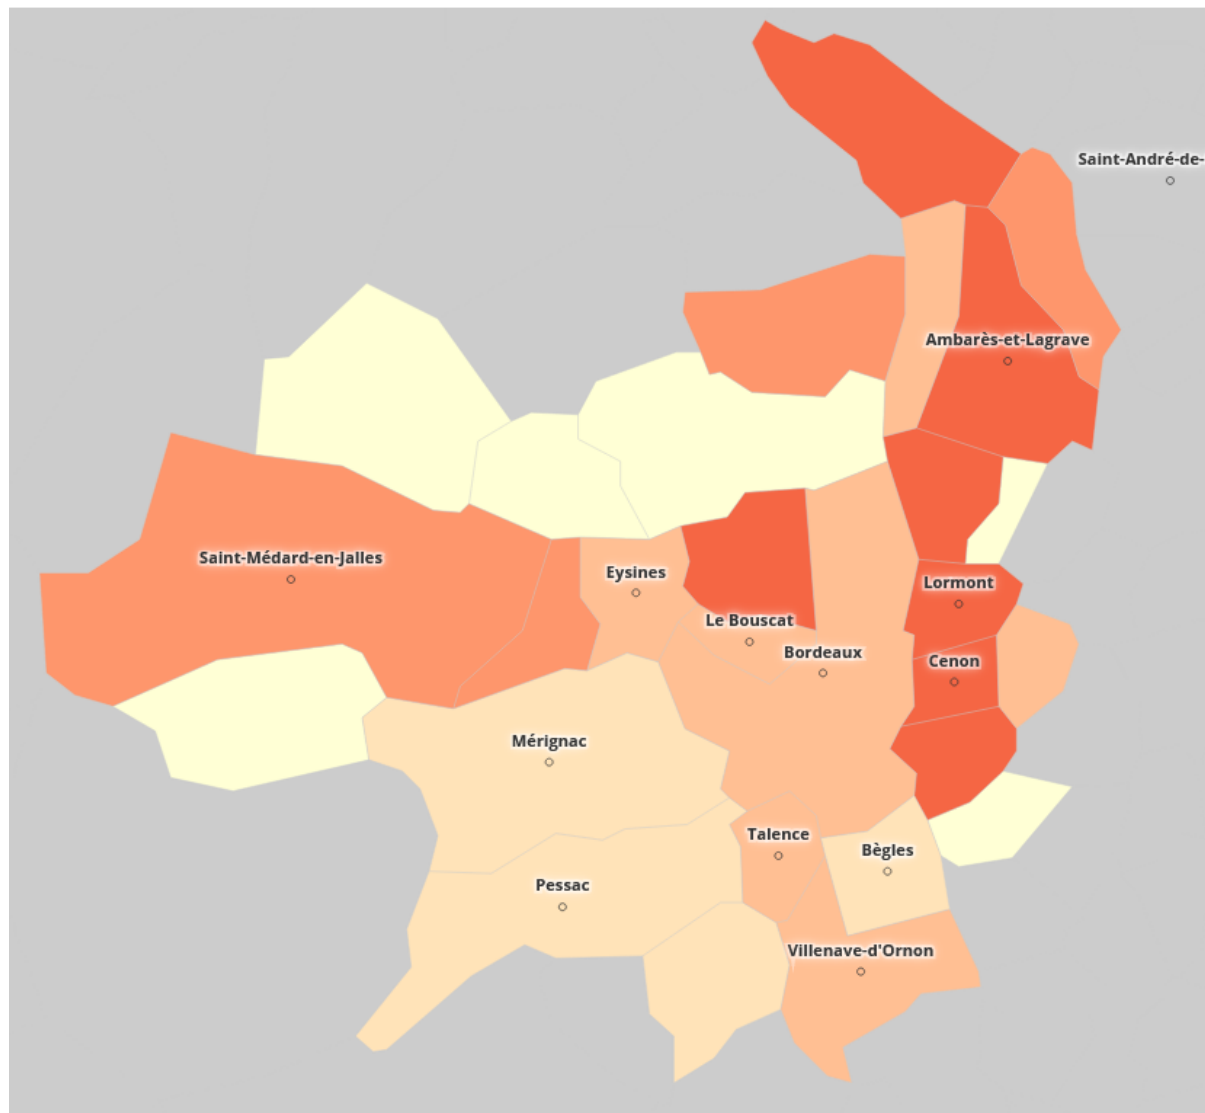 Saint-André-de-
Ambarès-et-Lagrave
Saint-Médard-en-Jalles
Eysines
Lormont
Le Bouscat
Bordeaux
Cenon
Mérignac
Talence
Bègles
Pessac
Villenave-d'Ornon